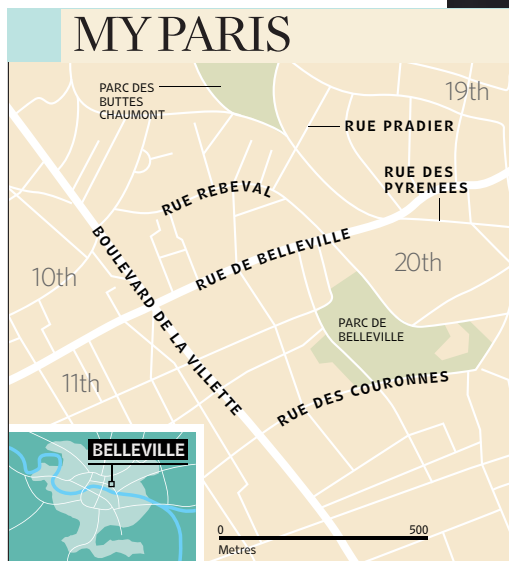 MY PARIS
PARC DES
BUTTES
CHAUMONT
19th
RUE PRADIER
RUE DES
PYRENEES
RUE REBEVAL
BOULEVARD DE LA VILLETTE
RUE DE BELLEVILLE
20th
10th
PARC DE
BELLEVILLE
11th
RUE DES COURONNES
BELLEVILLE
0 500
Metres